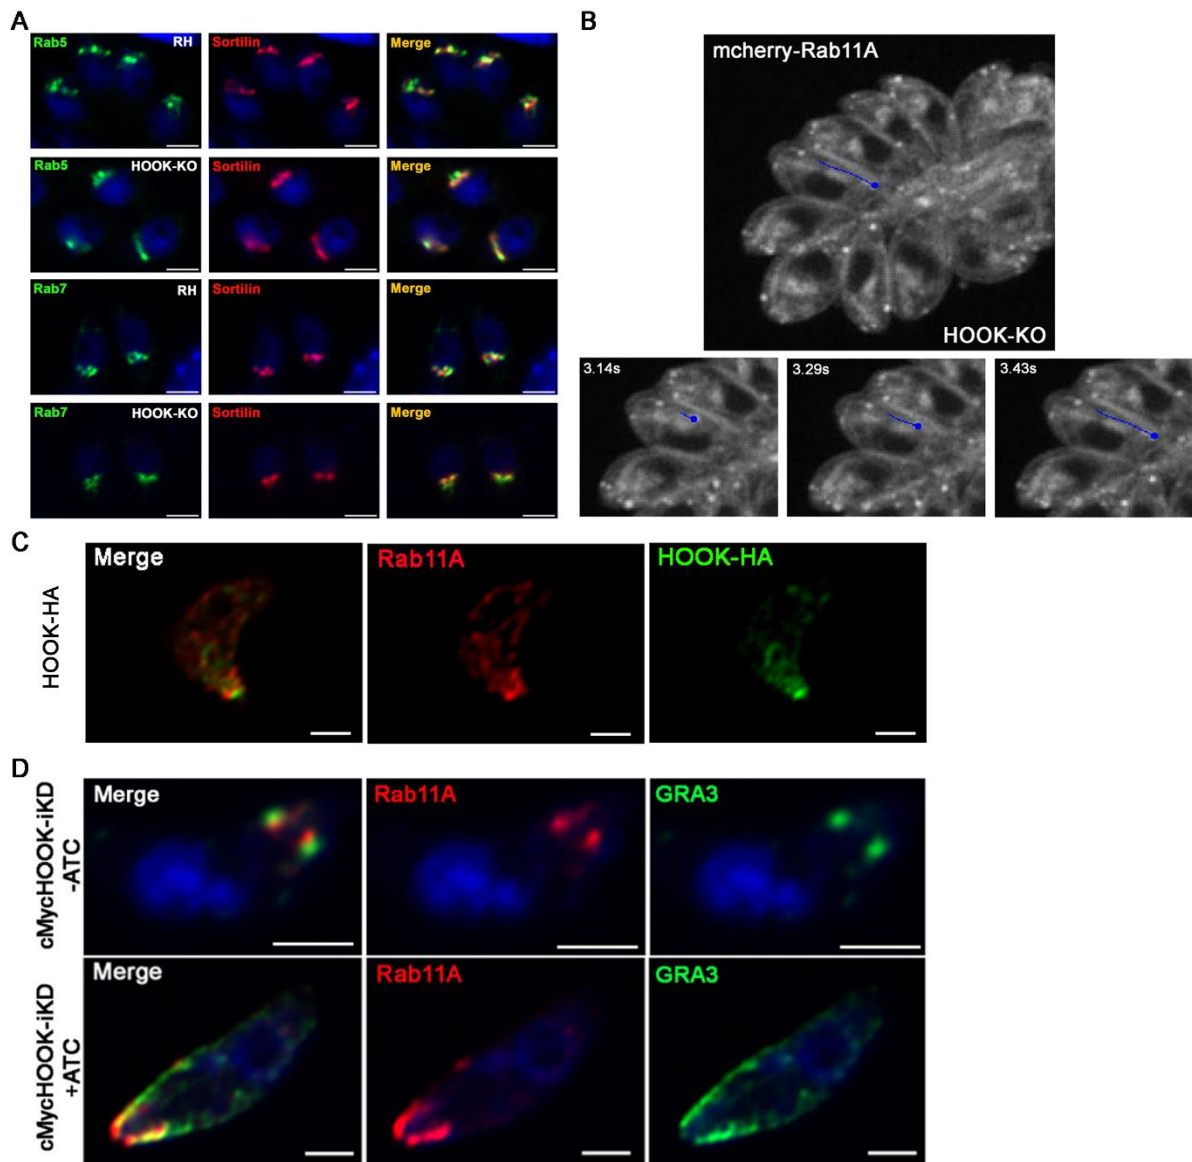 A
Rab5 RH Sortilin Merge
Rab5 HOOK-KO Sortilin Merge
Rab7 RH Sortilin Merge
Rab7 HOOK-KO Sortilin Merge
B
mcherry-Rab11A
HOOK-KO
3.14s 3.29s 3.43s
C
HOOK-HA
Merge Rab11A HOOK-HA
D
cMycHOOK-iKD
-ATC
Merge Rab11A GRA3
cMycHOOK-iKD
+ATC
Merge Rab11A GRA3